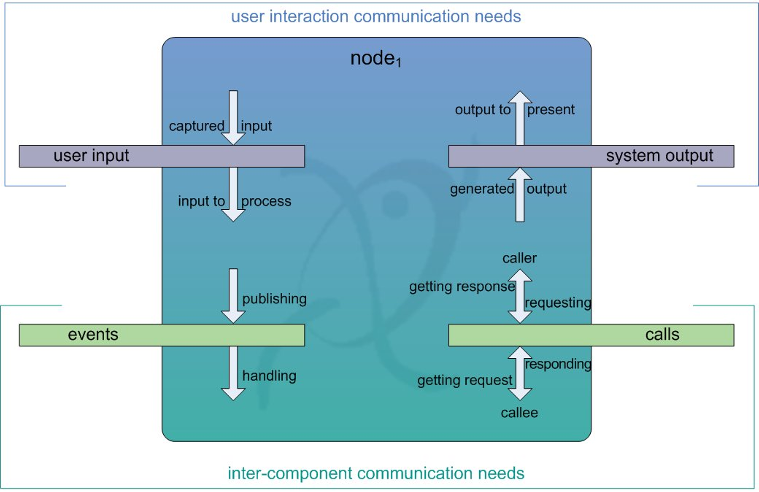 user interaction communication needs
node₁
captured input
output to present
user input
system output
input to process
generated output
caller
getting response
requesting
publishing
events
calls
handling
responding
getting request
callee
inter-component communication needs